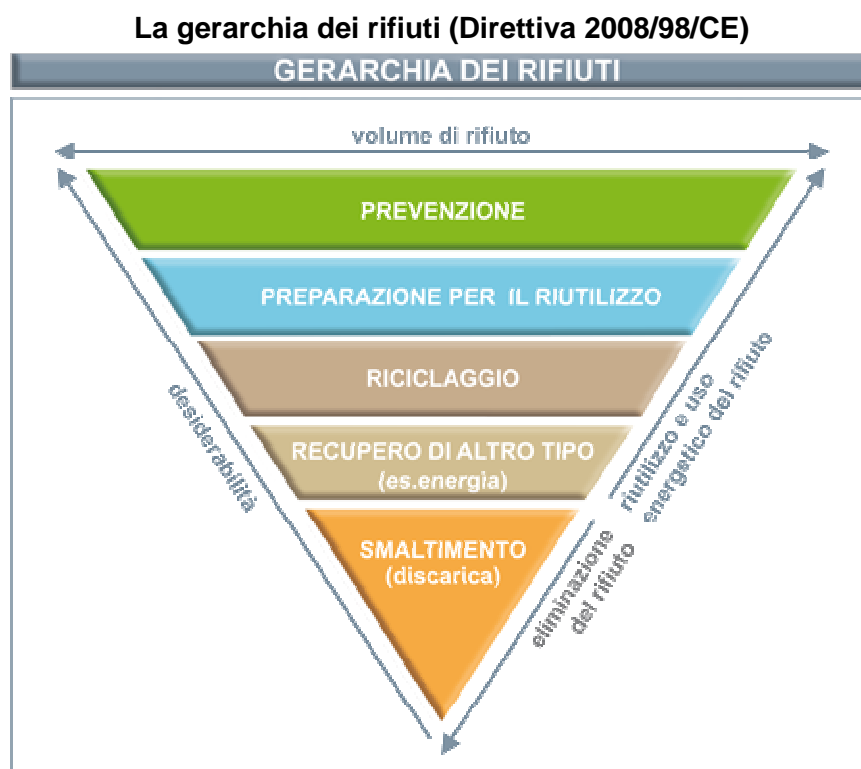 La gerarchia dei rifiuti (Direttiva 2008/98/CE)
GERARCHIA DEI RIFIUTI
volume di rifiuto
PREVENZIONE
PREPARAZIONE PER IL RIUTILIZZO
RICICLAGGIO
RECUPERO DI ALTRO TIPO
(es.energia)
SMALTIMENTO
(discarica)
desiderabilità
riutilizzo e uso
energetico del rifiuto
eliminazione
del rifiuto